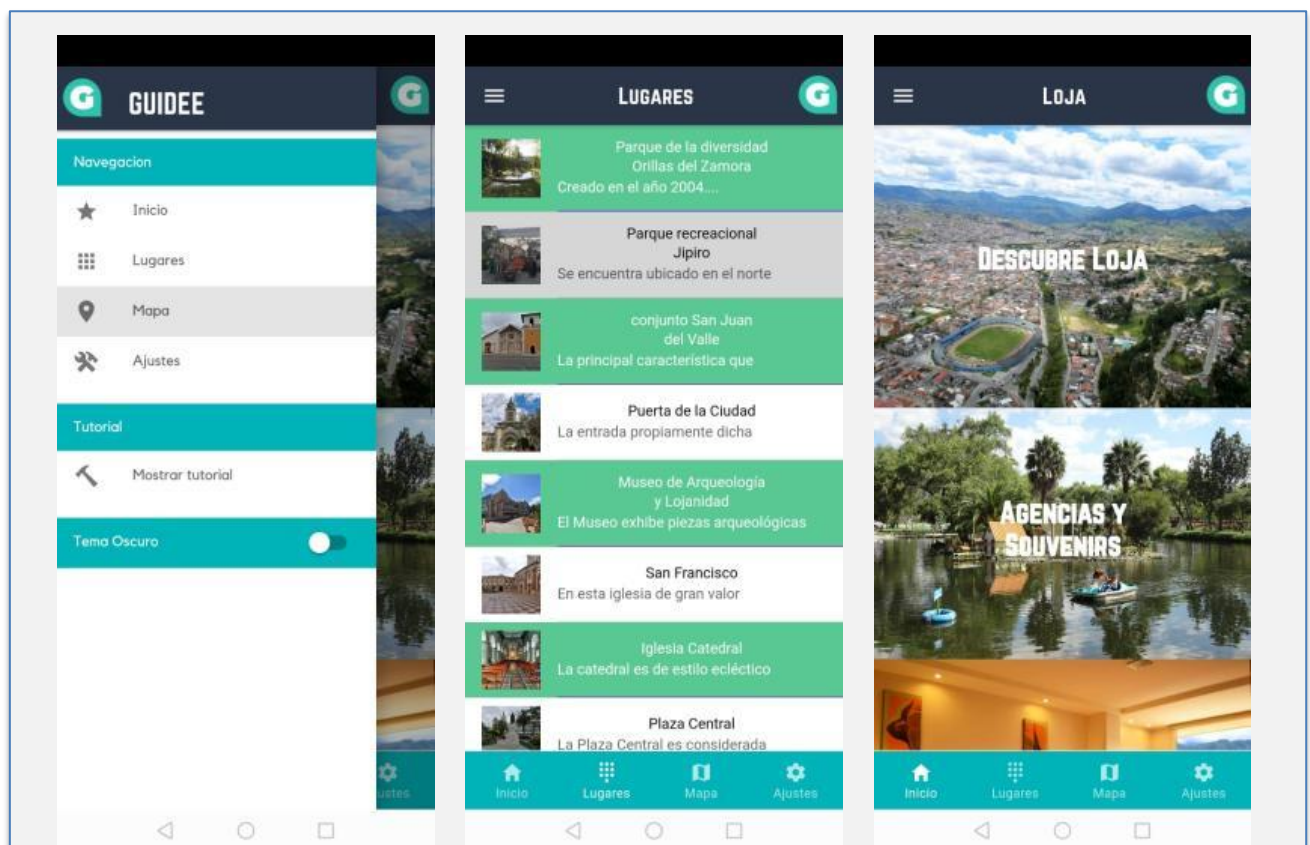 G GUIDEE
G
Navegacion
Inicio
Lugares
Mapa
Ajustes
Tutorial
Mostrar tutorial
Tema Oscuro
ustes
LUGARES
G
Parque de la diversidad
Orillas del Zamora
Creado en el año 2004....
Parque recreacional
Jipiro
Se encuentra ubicado en el norte
conjunto San Juan
del Valle
La principal característica que
Puerta de la Ciudad
La entrada propiamente dicha
Museo de Arqueología
y Lojanidad
El Museo exhibe piezas arqueológicas
San Francisco
En esta iglesia de gran valor
Iglesia Catedral
La catedral es de estilo ecléctico
Plaza Central
La Plaza Central es considerada
Inicio Lugares Mapa Ajustes
LOJA
G
DESCUBRE LOJA
AGENCIAS Y
SOUVENIRS
Inicio Lugares Mapa Ajustes